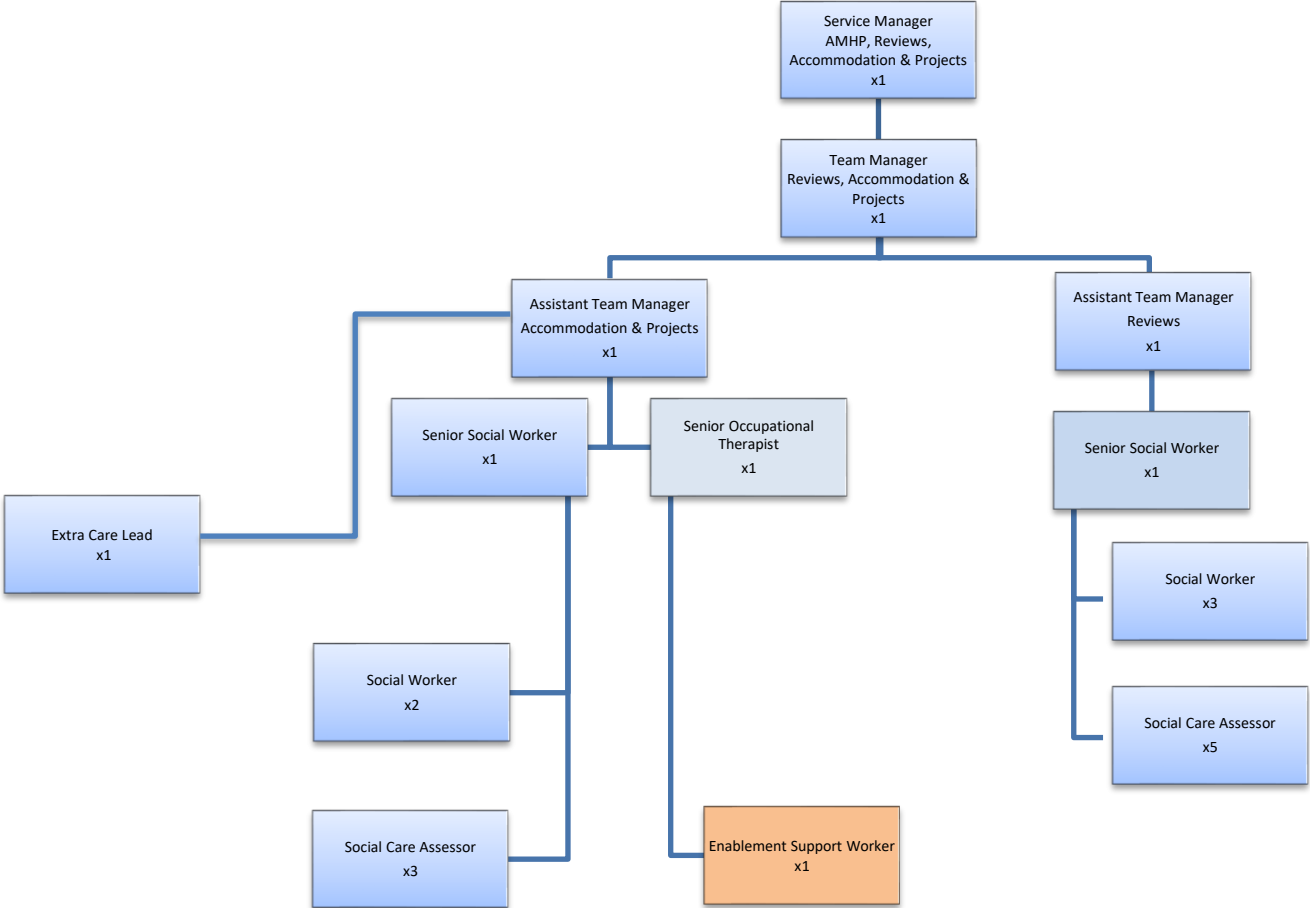 Service Manager
AMHP, Reviews,
Accommodation & Projects
x1
Team Manager
Reviews, Accommodation &
Projects
x1
Assistant Team Manager
Accommodation & Projects
x1
Assistant Team Manager
Reviews
x1
Senior Social Worker
x1
Senior Occupational
Therapist
x1
Senior Social Worker
x1
Extra Care Lead
x1
Social Worker
x3
Social Worker
x2
Social Care Assessor
x5
Social Care Assessor
x3
Enablement Support Worker
x1